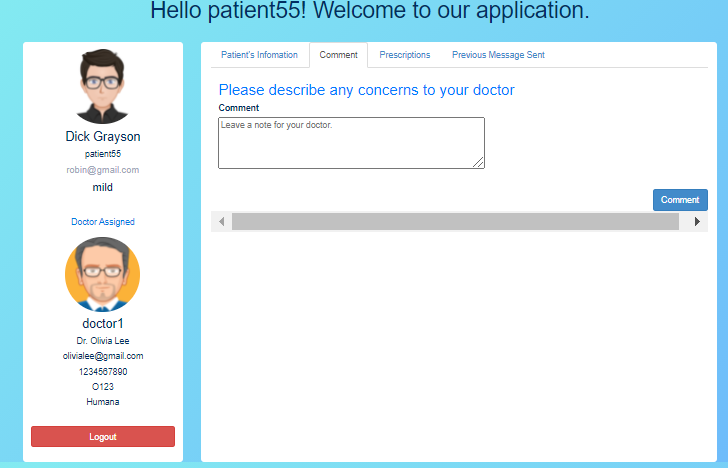 Hello patient55! Welcome to our application.
Dick Grayson
patient55
robin@gmail.com
mild
Doctor Assigned
doctor1
Dr. Olivia Lee
olivialee@gmail.com
1234567890
O123
Humana
Logout
Patient's Infomation
Comment
Prescriptions
Previous Message Sent
Please describe any concerns to your doctor
Comment
Leave a note for your doctor.
Comment